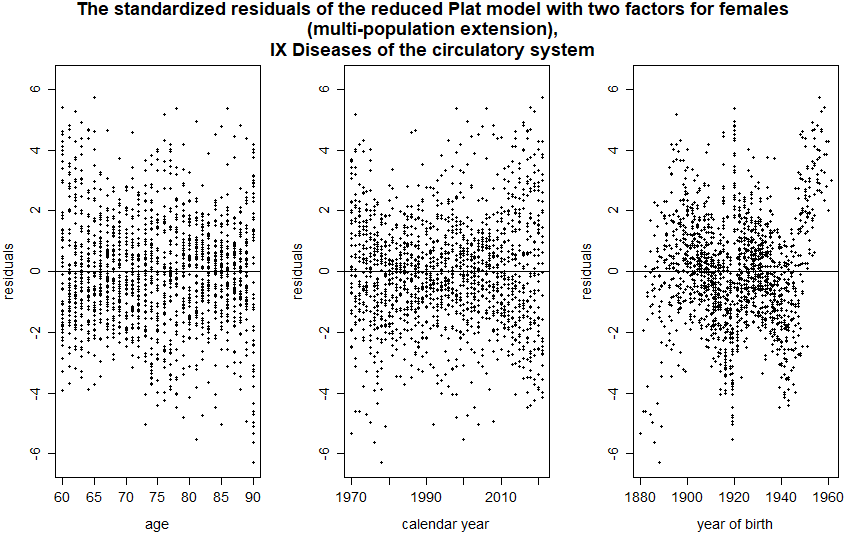 The standardized residuals of the reduced Plat model with two factors for females
(multi-population extension),
IX Diseases of the circulatory system
residuals
6
4
2
0
-2
-4
-6
60 65 70 75 80 85 90
age
residuals
6
4
2
0
-2
-4
-6
1970 1990 2010
calendar year
residuals
6
4
2
0
-2
-4
-6
1880 1900 1920 1940 1960
year of birth